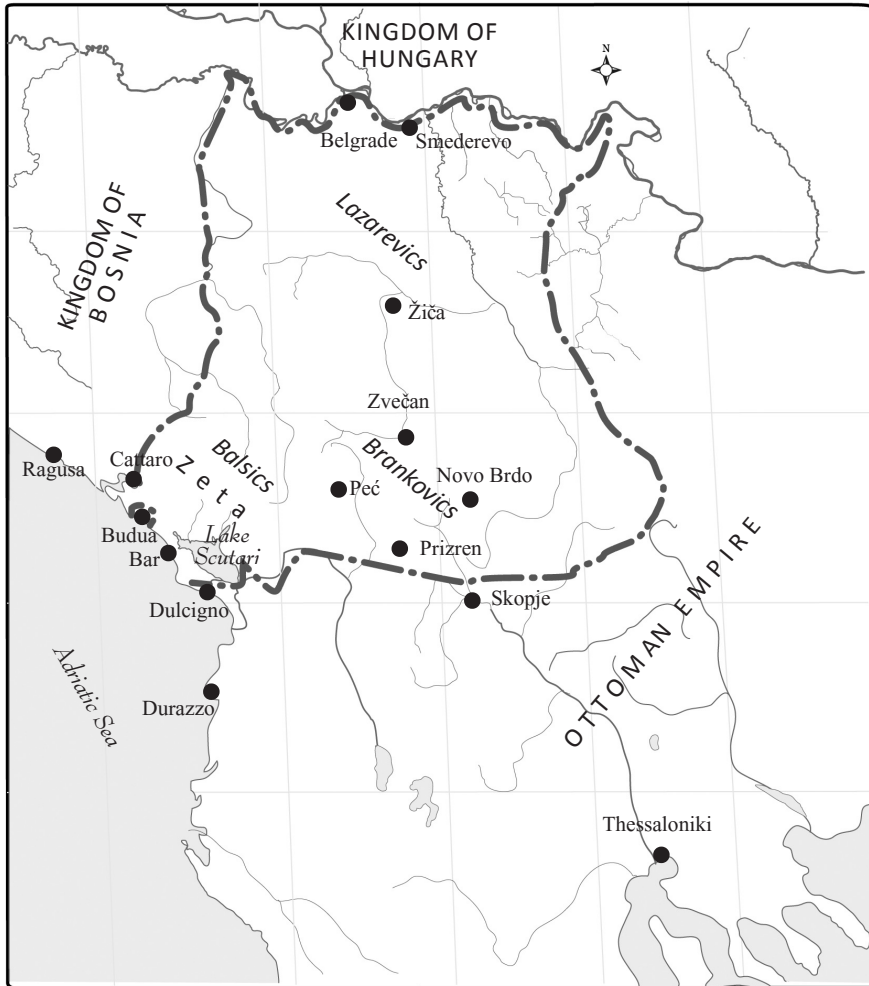 KINGDOM OF
HUNGARY
N
Belgrade
Smederevo
KINGDOM OF
BOSNIA
Lazarevics
Žiča
Zvečan
Balsics
Zeta
Brankovics
Ragusa
Cattaro
Peć
Novo Brdo
Budua
Lake
Scutari
Bar
Prizren
Dulcigno
Skopje
OTTOMAN EMPIRE
Adriatic Sea
Durazzo
Thessaloniki